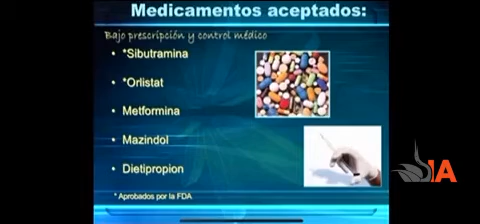 Medicamentos aceptados:
Bajo prescripción y control médico
• *Sibutramina
• *Orlistat
• Metformina
• Mazindol
• Dietipropion
* Aprobados por la FDA
IA